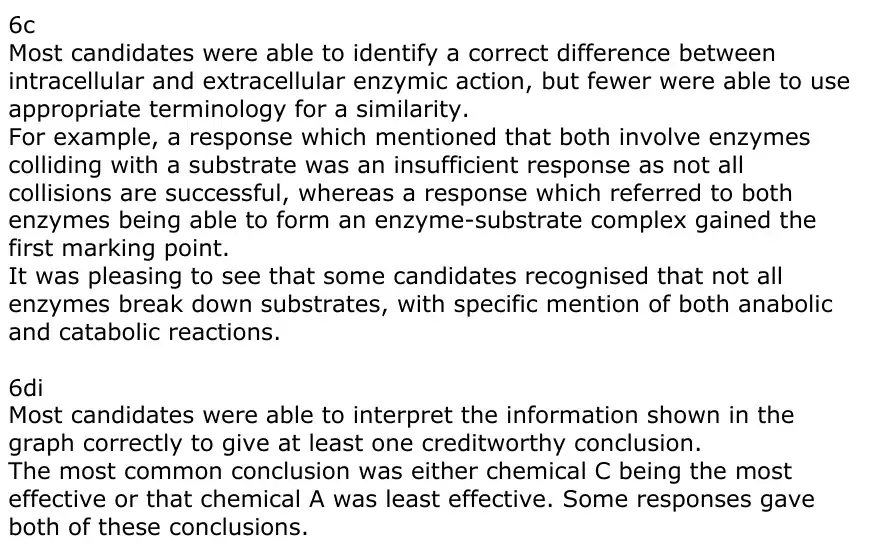 6c
Most candidates were able to identify a correct difference between
intracellular and extracellular enzymic action, but fewer were able to use
appropriate terminology for a similarity.
For example, a response which mentioned that both involve enzymes
colliding with a substrate was an insufficient response as not all
collisions are successful, whereas a response which referred to both
enzymes being able to form an enzyme-substrate complex gained the
first marking point.
It was pleasing to see that some candidates recognised that not all
enzymes break down substrates, with specific mention of both anabolic
and catabolic reactions.
6di
Most candidates were able to interpret the information shown in the
graph correctly to give at least one creditworthy conclusion.
The most common conclusion was either chemical C being the most
effective or that chemical A was least effective. Some responses gave
both of these conclusions.